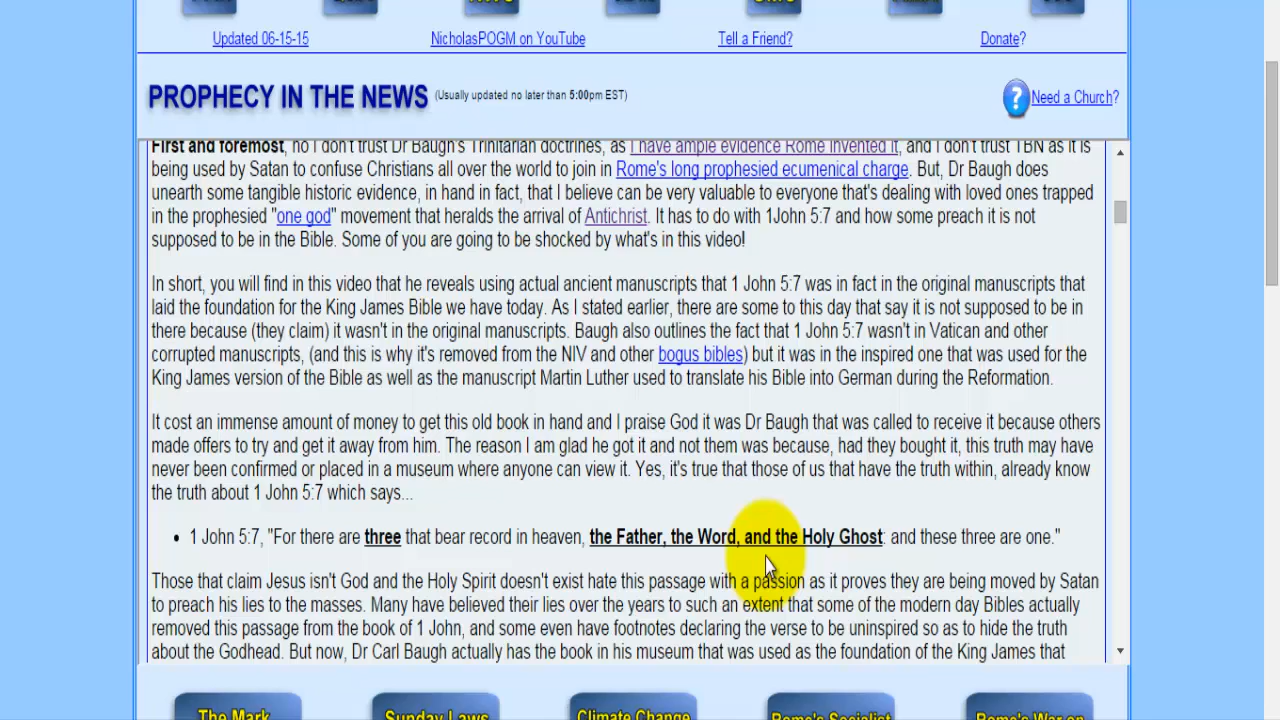 Updated 06-15-15 NicholasPOGM on YouTube Tell a Friend? Donate?
PROPHECY IN THE NEWS (Usually updated no later than 5:00pm EST) Need a Church?
First and foremost, no I don't trust Dr Baugh's Trinitarian doctrines, as I have ample evidence Rome invented it, and I don't trust TBN as it is
being used by Satan to confuse Christians all over the world to join in Rome's long prophesied ecumenical charge. But, Dr Baugh does
unearth some tangible historic evidence, in hand in fact, that I believe can be very valuable to everyone that's dealing with loved ones trapped
in the prophesied "one god" movement that heralds the arrival of Antichrist. It has to do with 1John 5:7 and how some preach it is not
supposed to be in the Bible. Some of you are going to be shocked by what's in this video!
In short, you will find in this video that he reveals using actual ancient manuscripts that 1 John 5:7 was in fact in the original manuscripts that
laid the foundation for the King James Bible we have today. As I stated earlier, there are some to this day that say it is not supposed to be in
there because (they claim) it wasn't in the original manuscripts. Baugh also outlines the fact that 1 John 5:7 wasn't in Vatican and other
corrupted manuscripts, (and this is why it's removed from the NIV and other bogus bibles) but it was in the inspired one that was used for the
King James version of the Bible as well as the manuscript Martin Luther used to translate his Bible into German during the Reformation.
It cost an immense amount of money to get this old book in hand and I praise God it was Dr Baugh that was called to receive it because others
made offers to try and get it away from him. The reason I am glad he got it and not them was because, had they bought it, this truth may have
never been confirmed or placed in a museum where anyone can view it. Yes, it's true that those of us that have the truth within, already know
the truth about 1 John 5:7 which says...
• 1 John 5:7, "For there are three that bear record in heaven, the Father, the Word, and the Holy Ghost: and these three are one."
Those that claim Jesus isn't God and the Holy Spirit doesn't exist hate this passage with a passion as it proves they are being moved by Satan
to preach his lies to the masses. Many have believed their lies over the years to such an extent that some of the modern day Bibles actually
removed this passage from the book of 1 John, and some even have footnotes declaring the verse to be uninspired so as to hide the truth
about the Godhead. But now, Dr Carl Baugh actually has the book in his museum that was used as the foundation of the King James that
The Mark Sunday Laws Climate Change Rome's Socialist Rome's War on